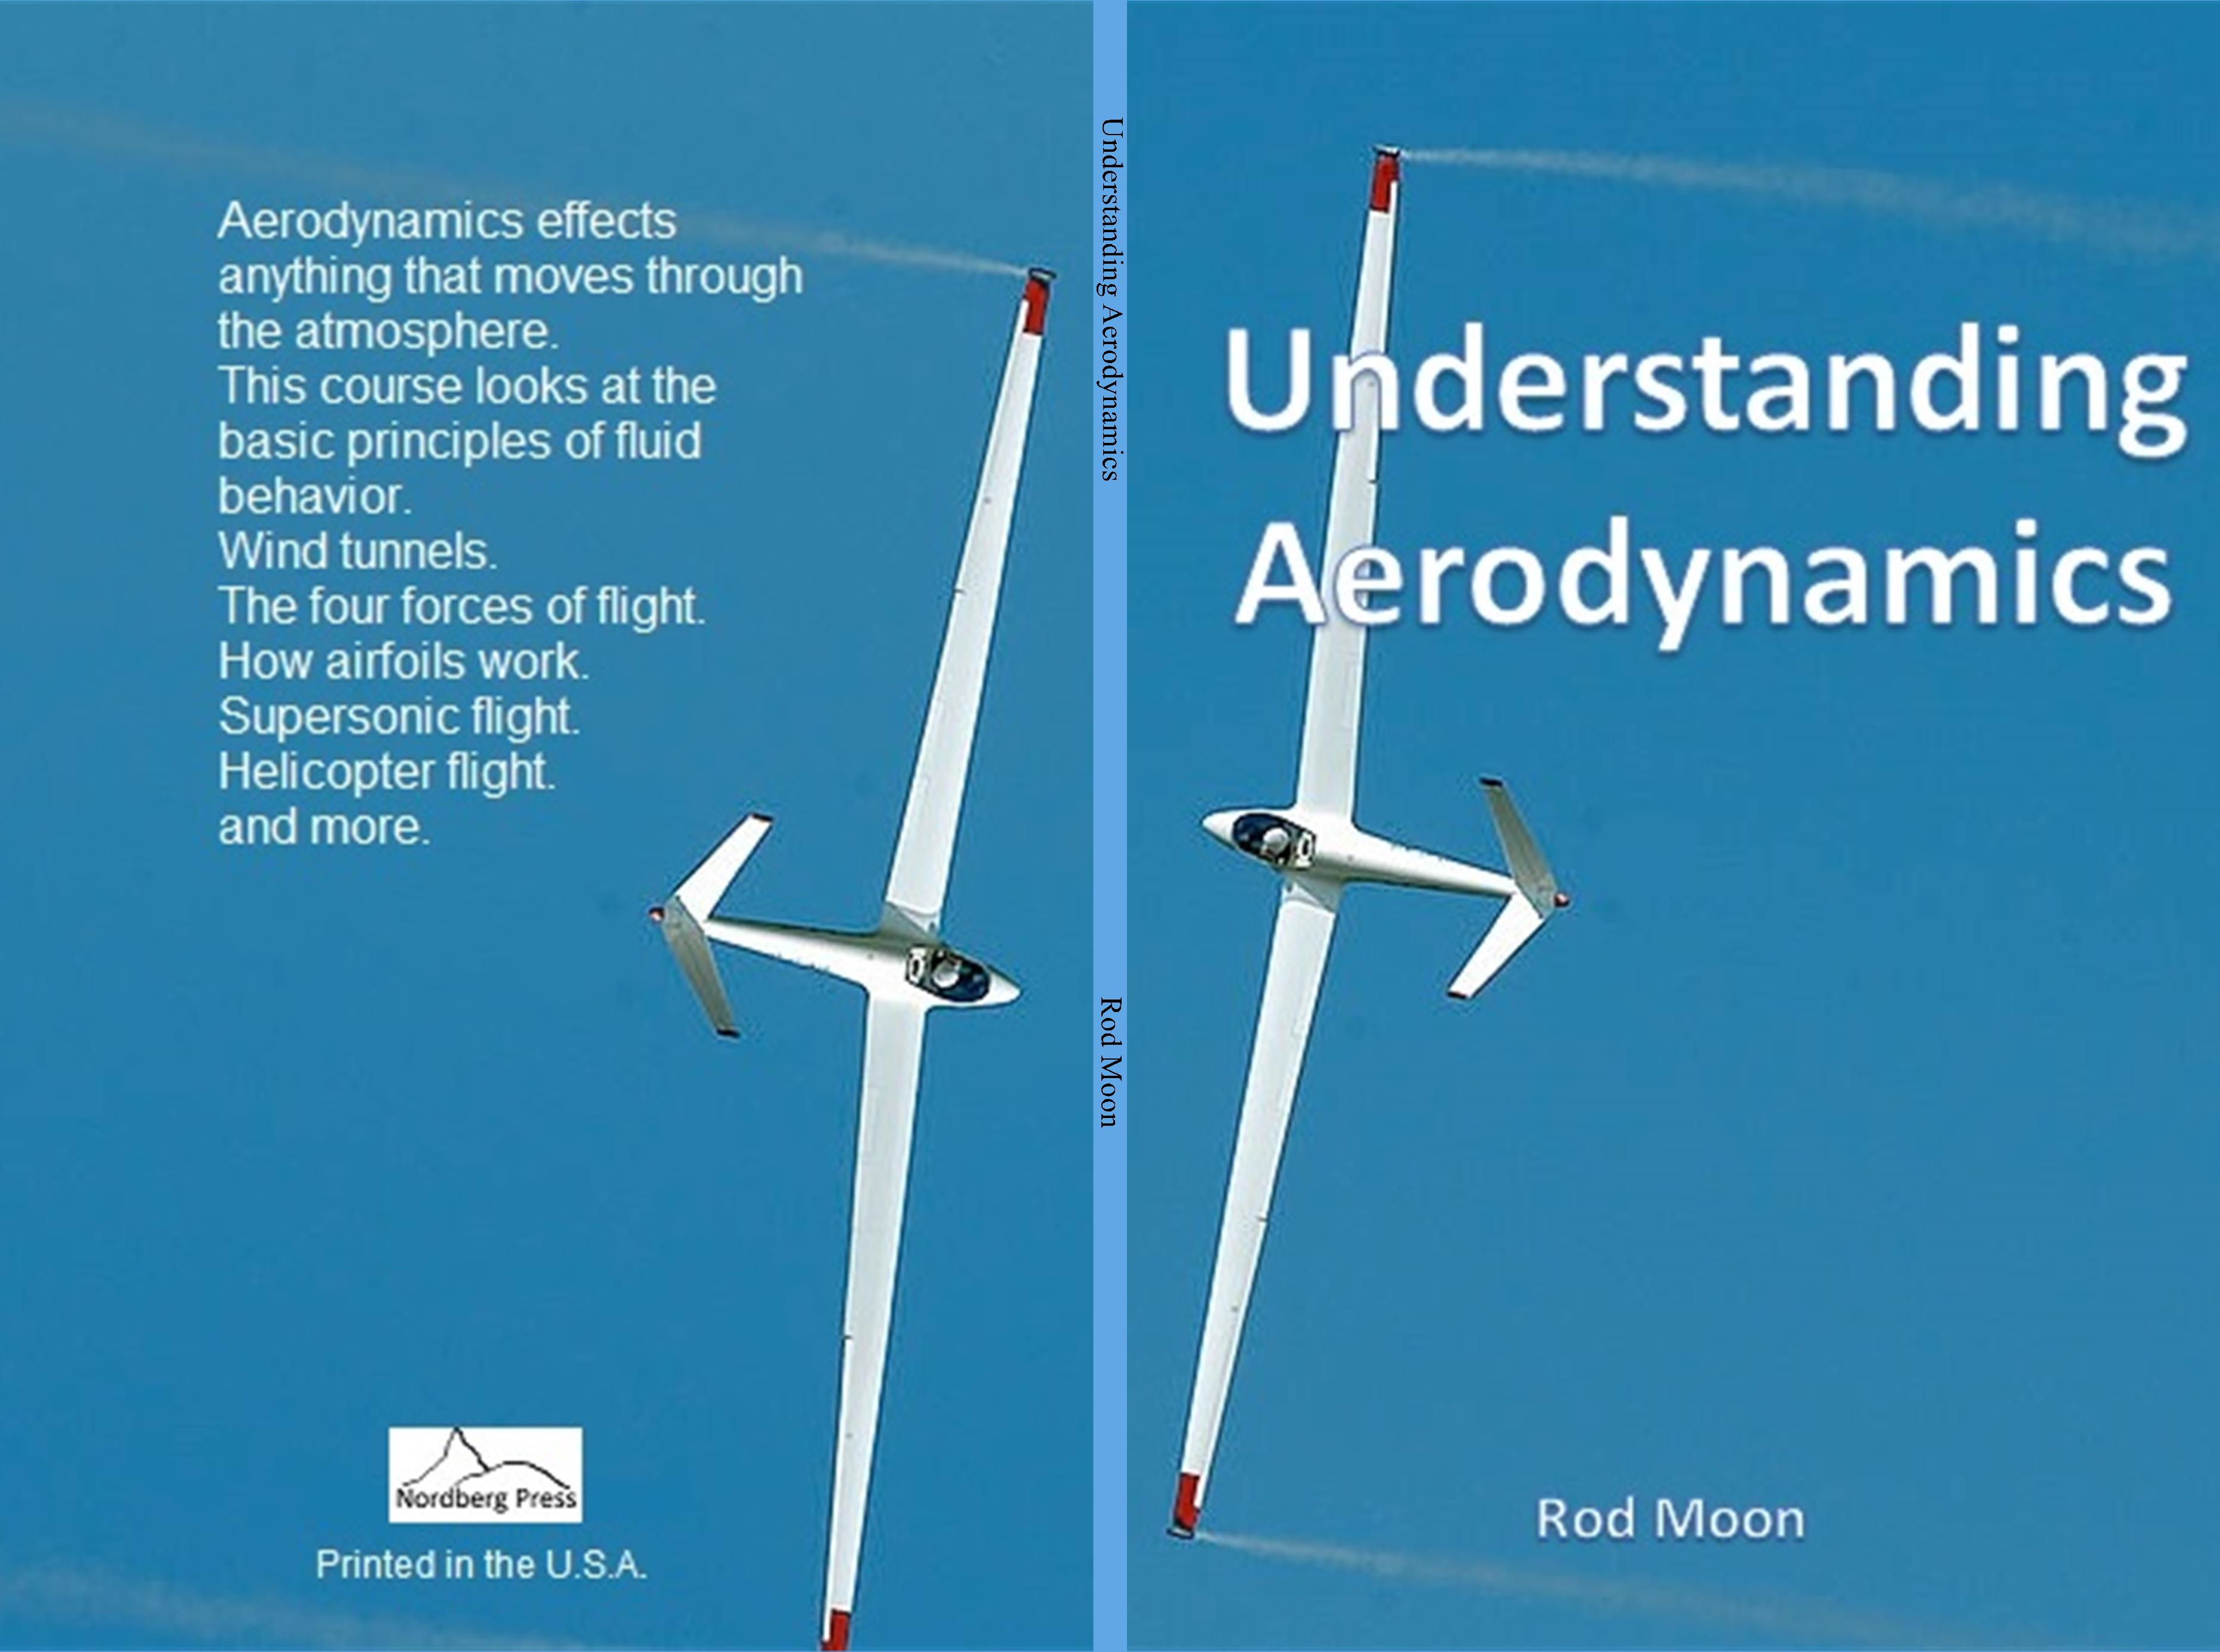 Aerodynamics effects
anything that moves through
the atmosphere.
This course looks at the
basic principles of fluid
behavior.
Wind tunnels.
The four forces of flight.
How airfoils work.
Supersonic flight.
Helicopter flight.
and more.
Nordberg Press
Printed in the U.S.A.
Understanding Aerodynamics
Rod Moon
Understanding
Aerodynamics
Rod Moon